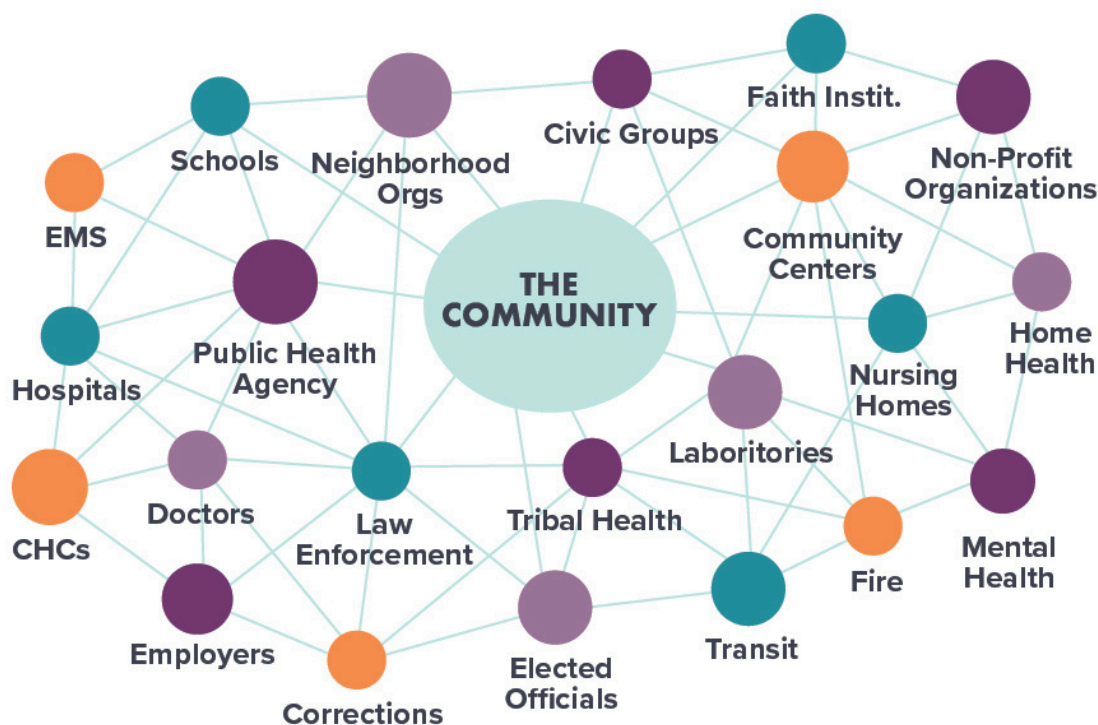 Faith Instit.
Civic Groups
Schools
Neighborhood
Orgs
Non-Profit
Organizations
EMS
Community
Centers
THE
COMMUNITY
Home
Health
Public Health
Agency
Hospitals
Nursing
Homes
Laboritories
Doctors
Law
Enforcement
Tribal Health
CHCs
Mental
Health
Fire
Employers
Transit
Elected
Officials
Corrections